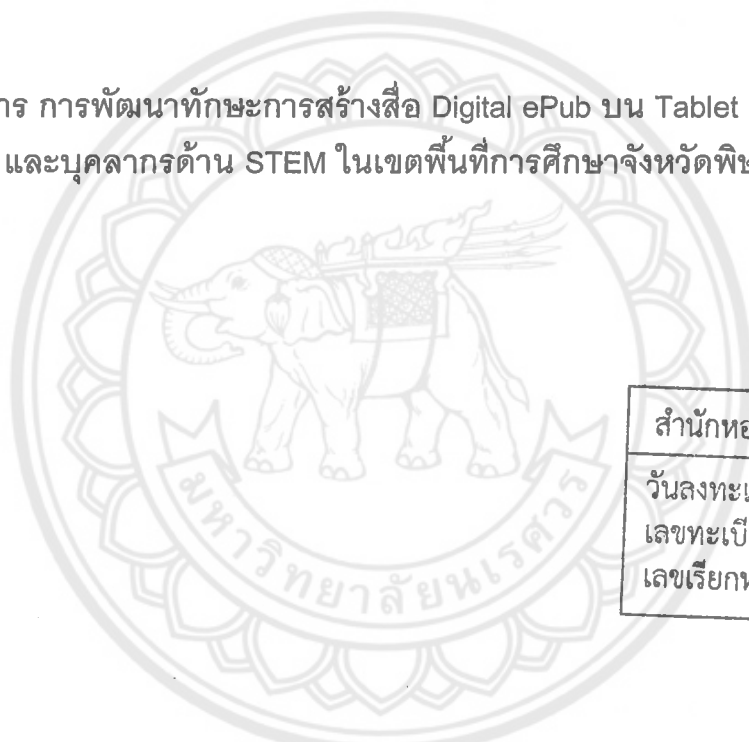 าร การพัฒนาทักษะการสร้างสื่อ Digital ePub บน Tablet
และบุคลากรด้าน STEM ในเขตพื้นที่การศึกษาจังหวัดพิษ
สำนักหอ
วันลงทะเ
เลขทะเบี
เลขเรียกห
มหาวิทยาลัยนเรศวร